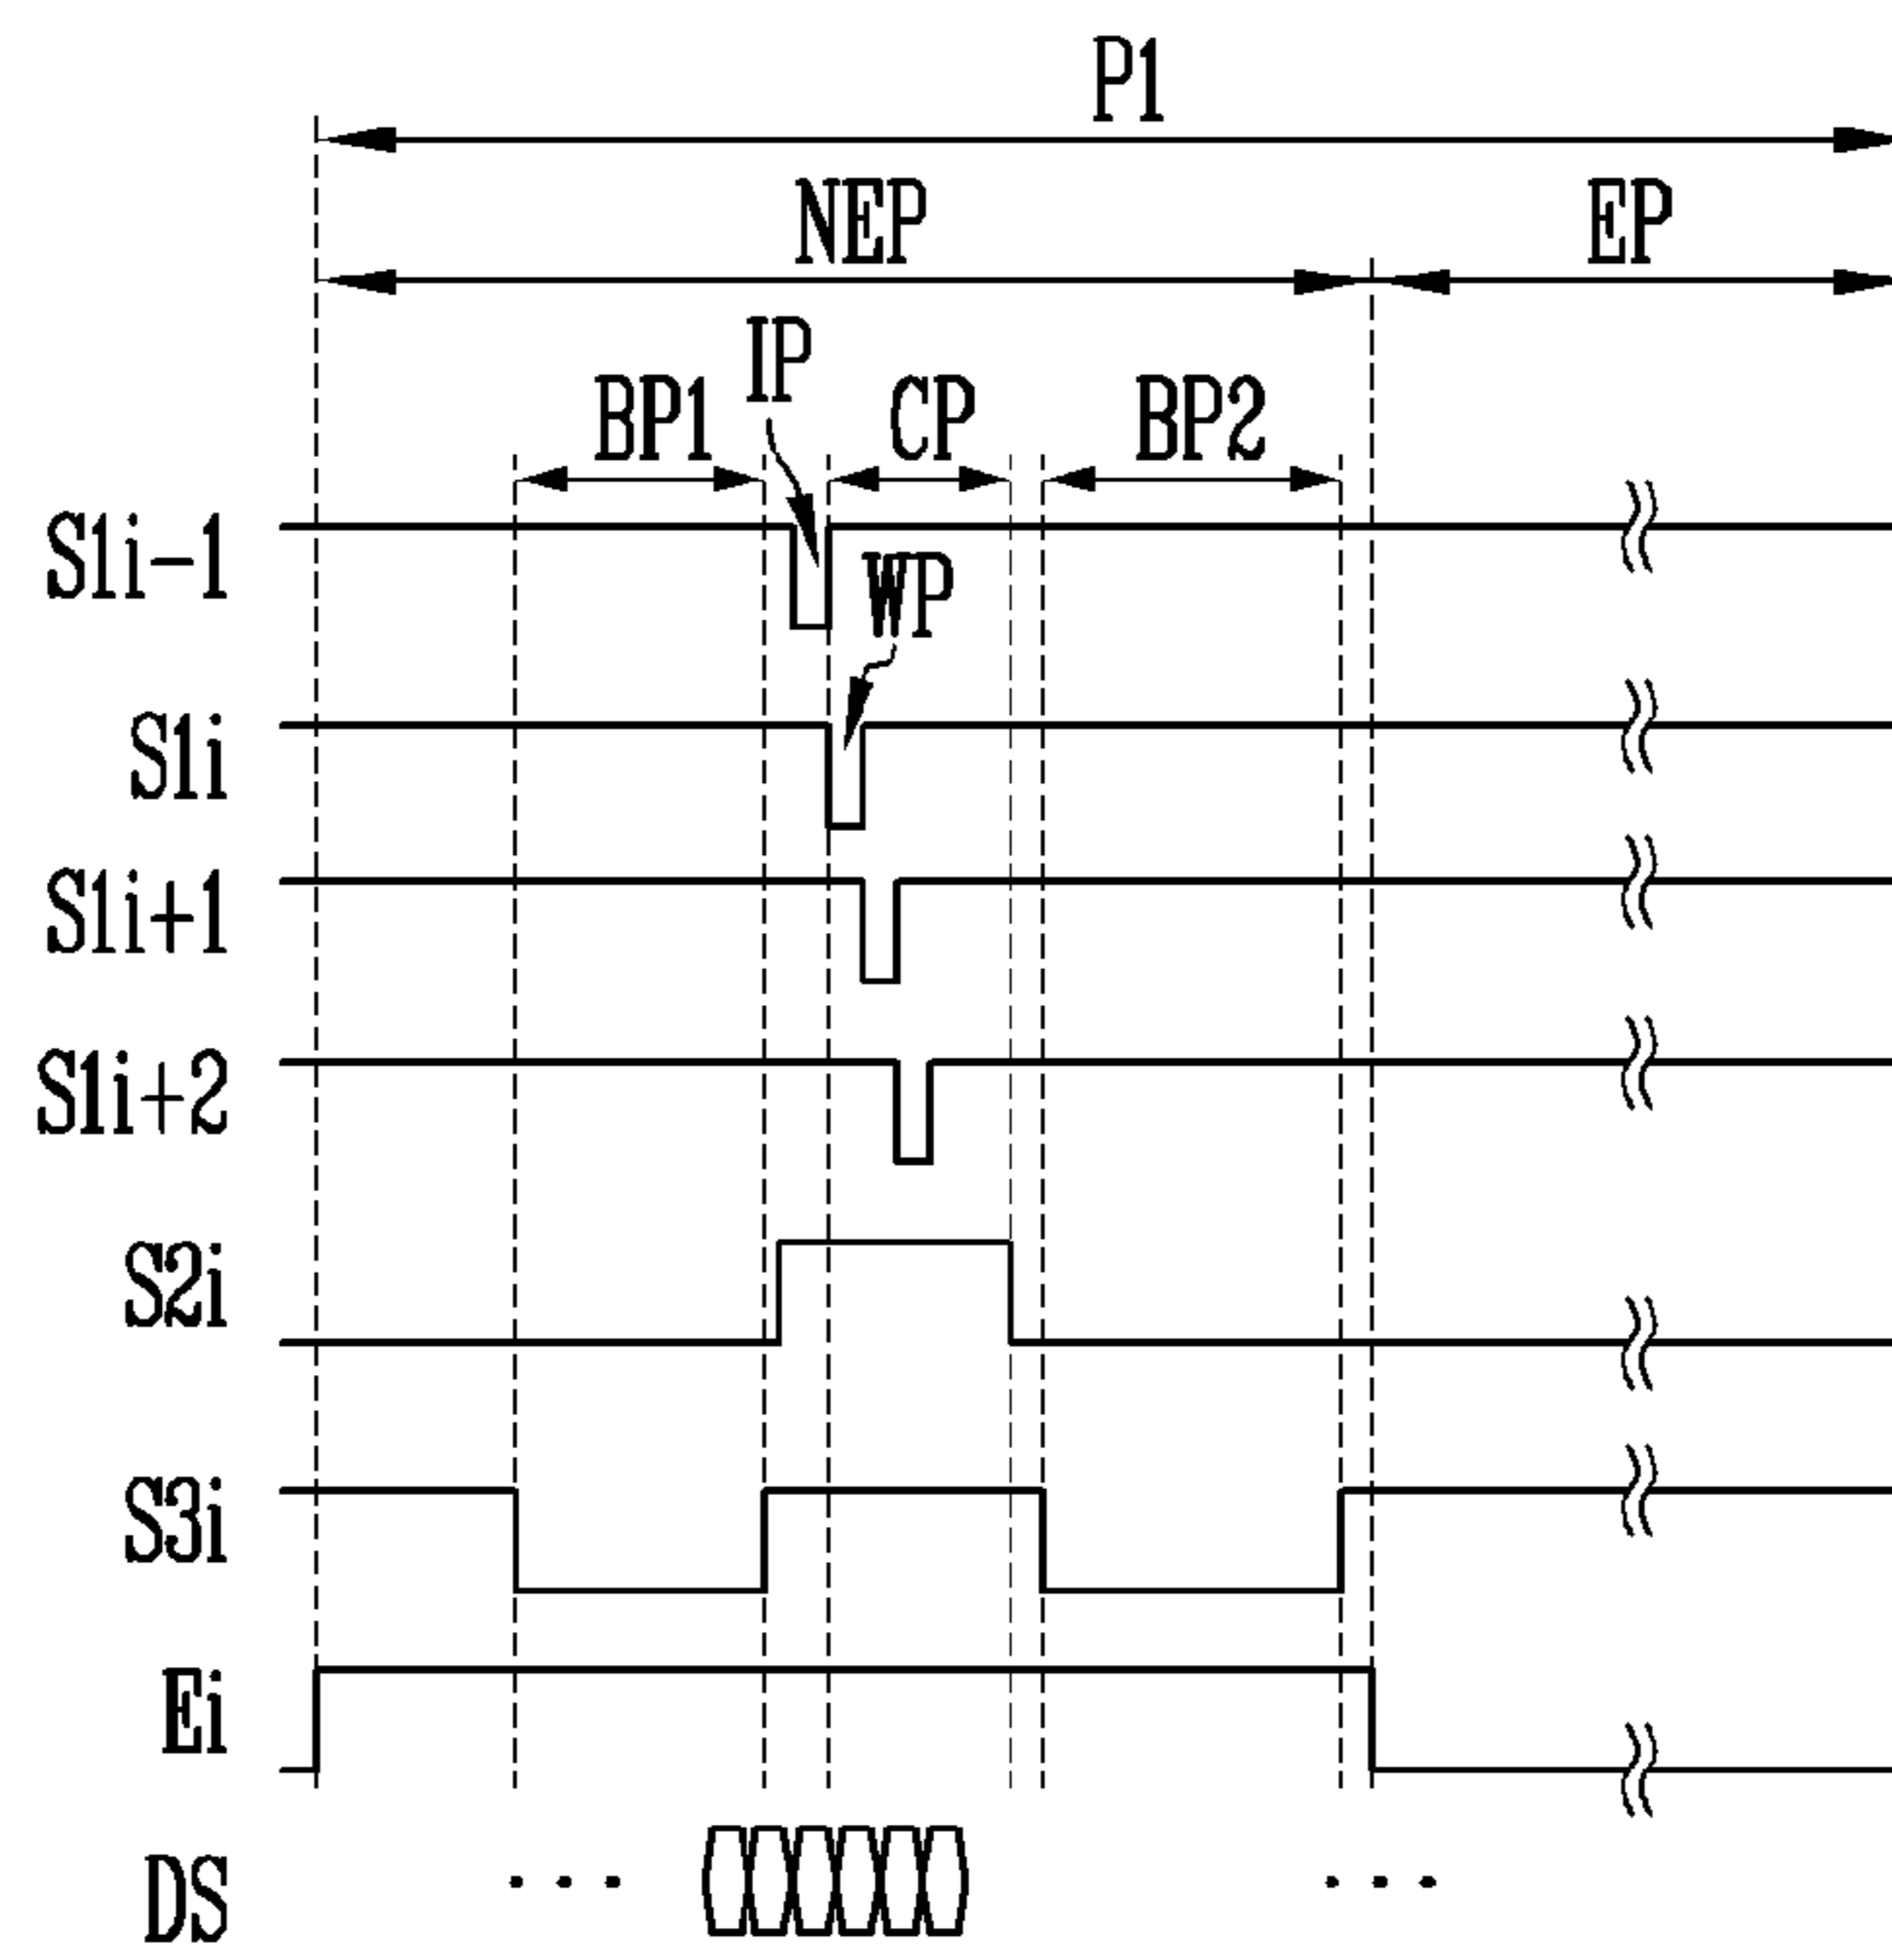 P1
NEP EP
IP
BP1 CP BP2
S1i-1
WP
S1i
S1i+1
S1i+2
S2i
S3i
Ei
DS ... ...